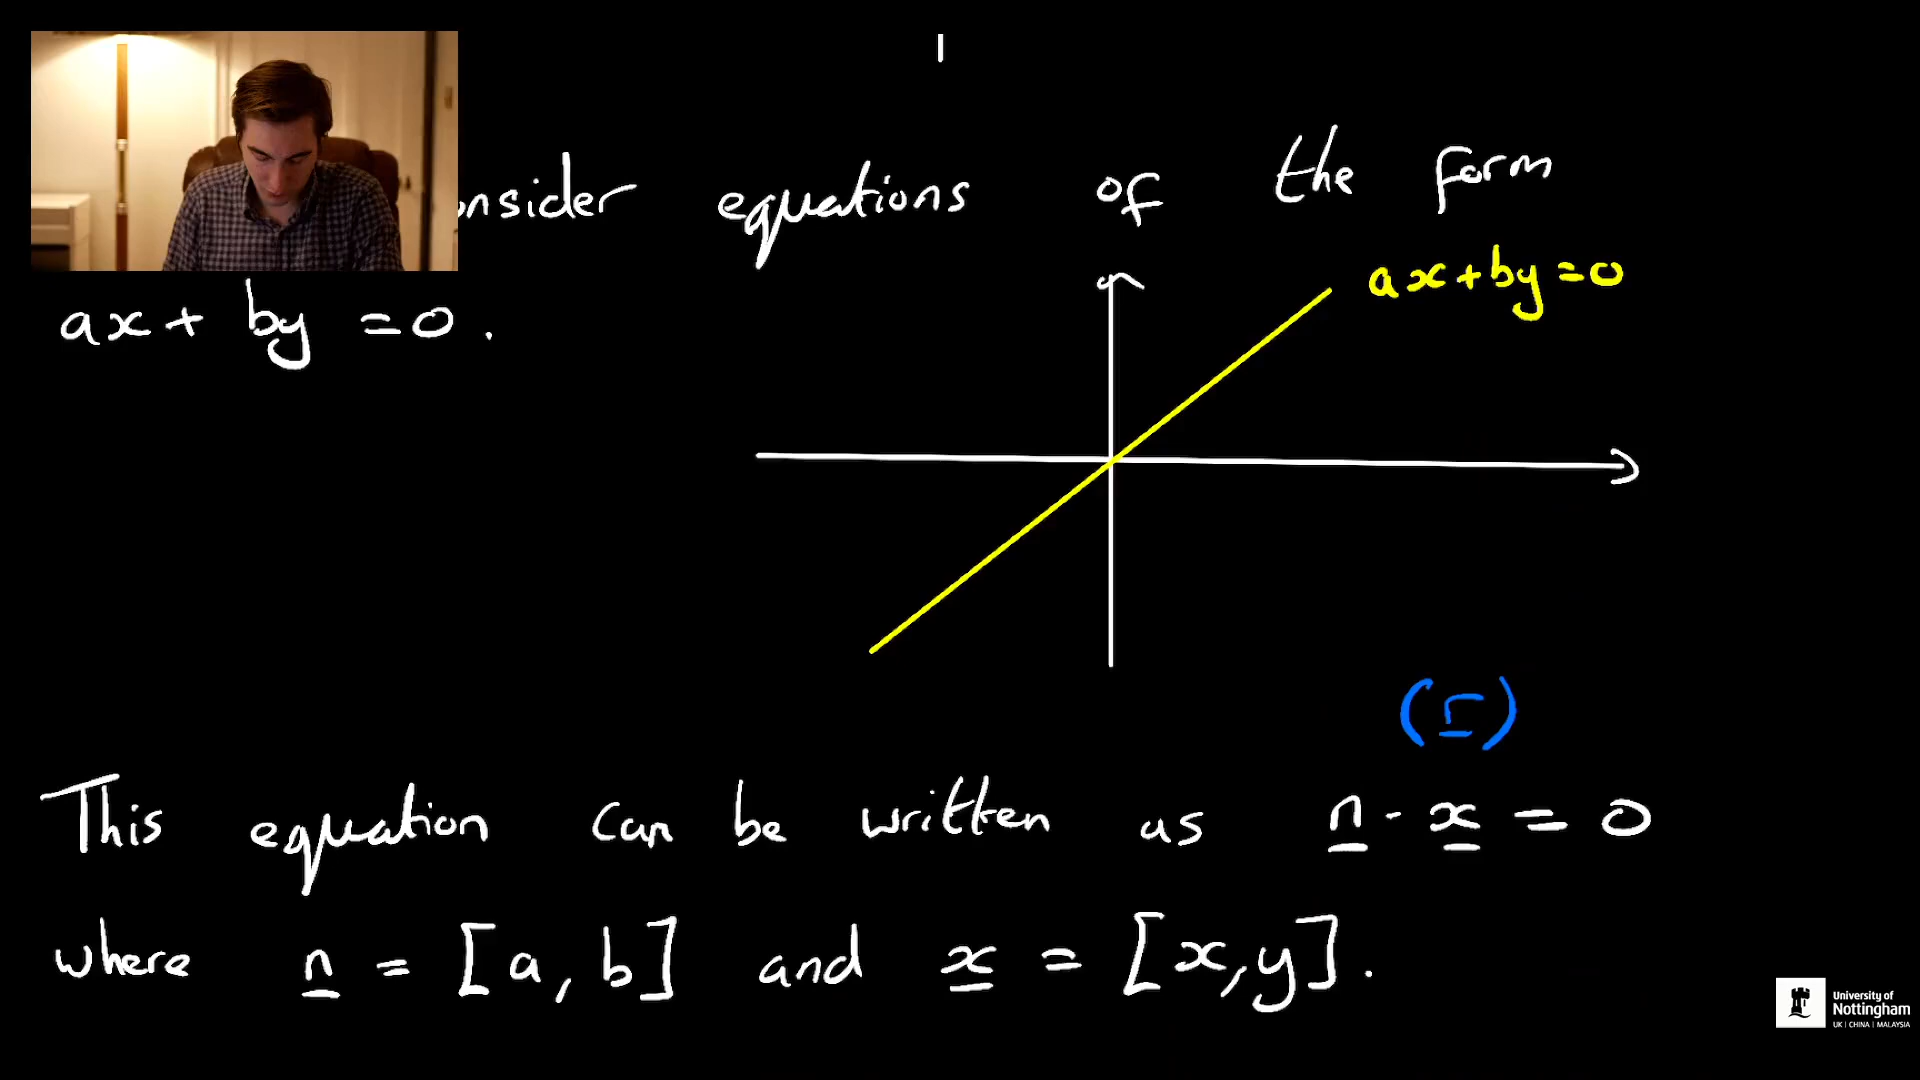 onsider equations of the form
ax + by = 0.
ax + by = 0
(r)
This equation can be written as n · x = 0
where n = [a, b] and x = [x, y].
University of
Nottingham
UK | CHINA | MALAYSIA